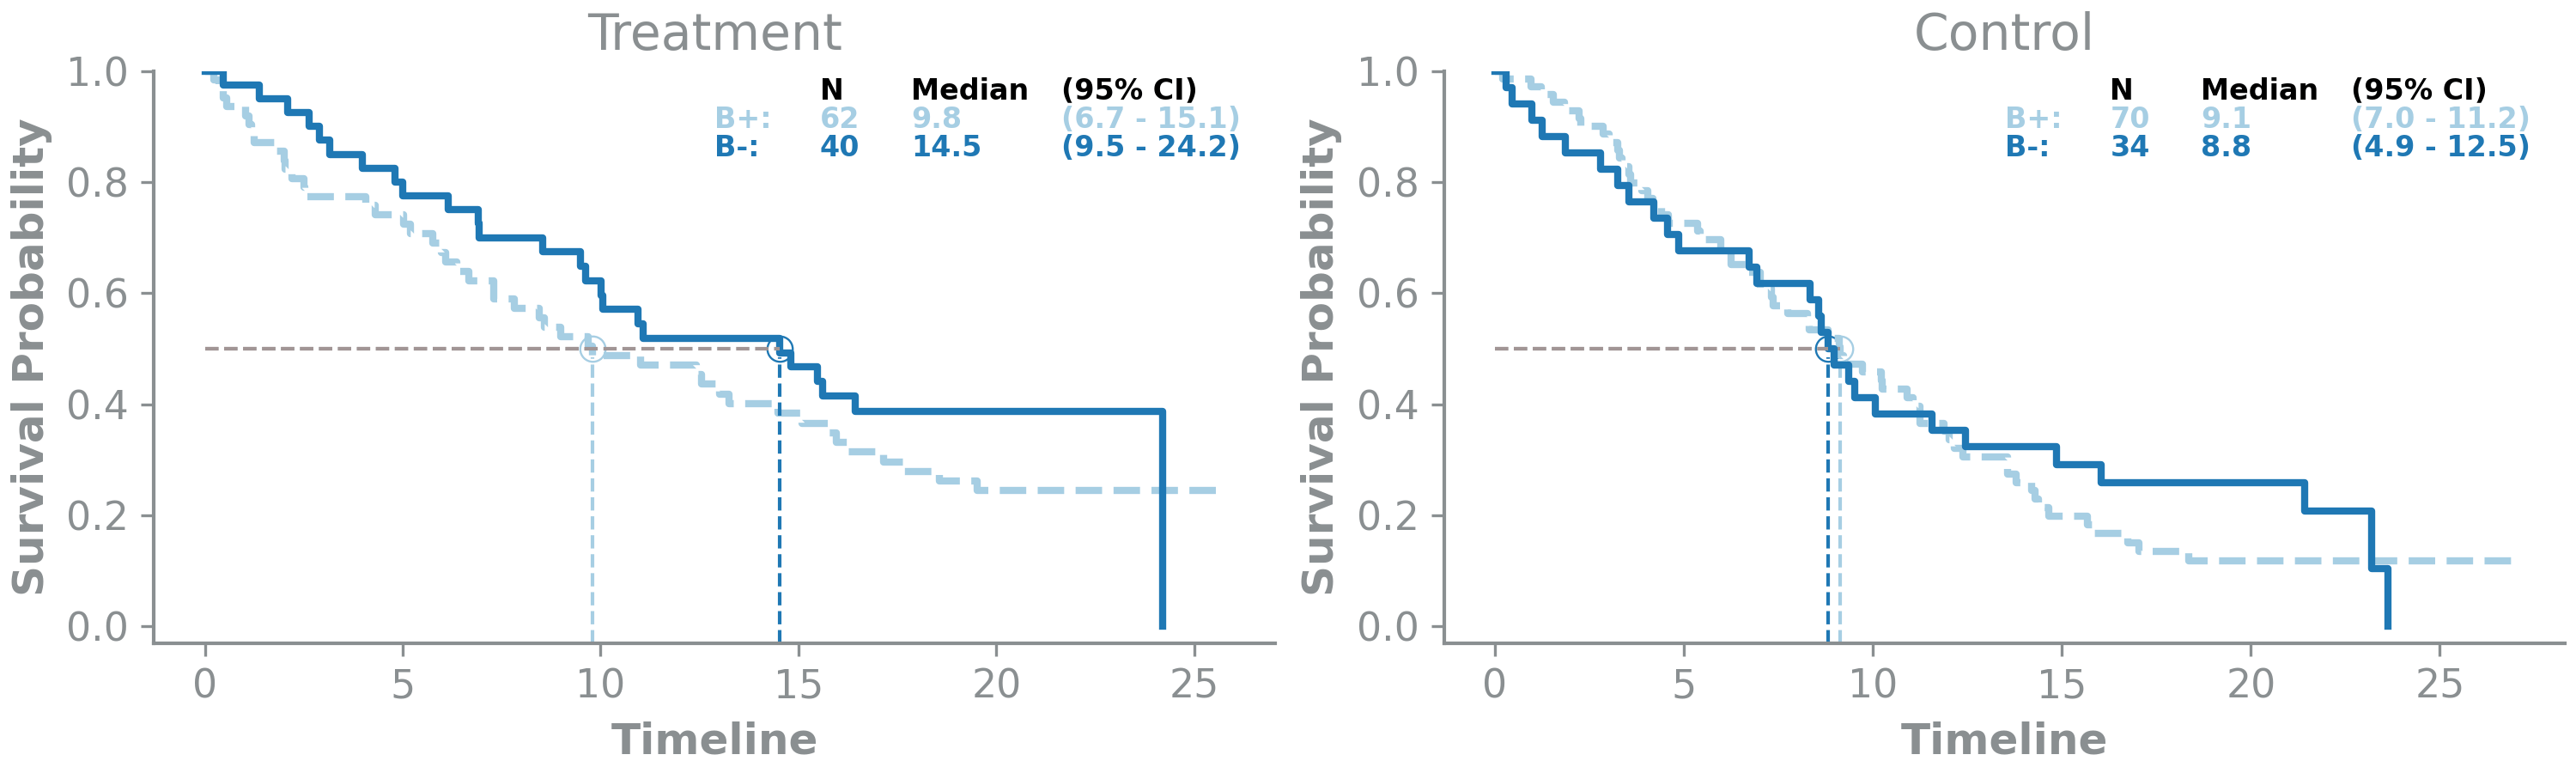 Treatment
N Median (95% CI)
B+: 62 9.8 (6.7 - 15.1)
B-: 40 14.5 (9.5 - 24.2)
Survival Probability
1.0
0.8
0.6
0.4
0.2
0.0
0 5 10 15 20 25
Timeline
Control
N Median (95% CI)
B+: 70 9.1 (7.0 - 11.2)
B-: 34 8.8 (4.9 - 12.5)
Survival Probability
1.0
0.8
0.6
0.4
0.2
0.0
0 5 10 15 20 25
Timeline